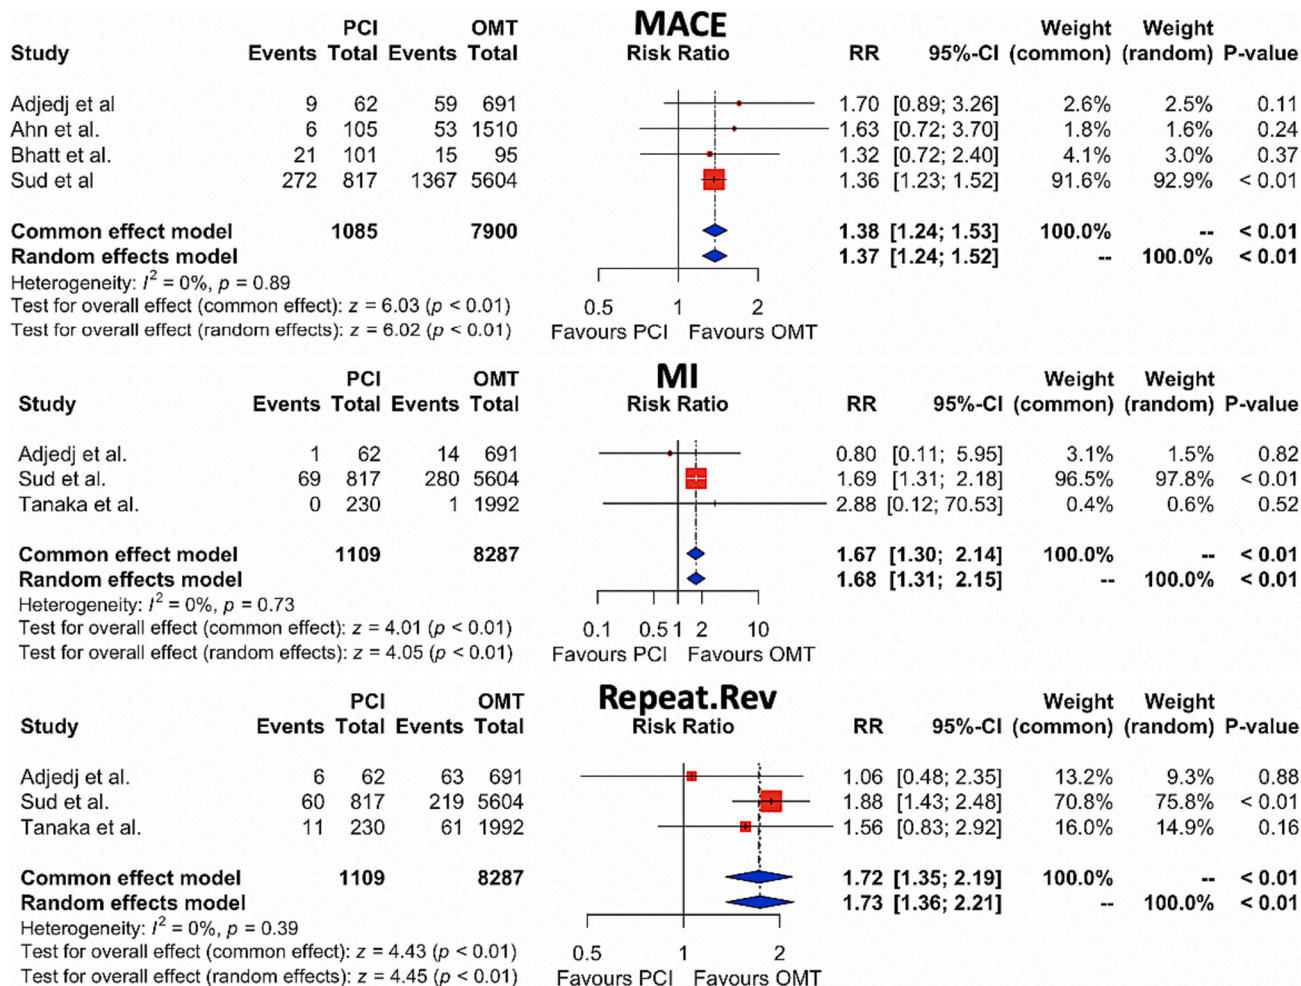 MACE
PCI OMT Weight Weight
Study Events Total Events Total Risk Ratio RR 95%-CI (common) (random) P-value
Adjedj et al 9 62 59 691 1.70 [0.89; 3.26] 2.6% 2.5% 0.11
Ahn et al. 6 105 53 1510 1.63 [0.72; 3.70] 1.8% 1.6% 0.24
Bhatt et al. 21 101 15 95 1.32 [0.72; 2.40] 4.1% 3.0% 0.37
Sud et al 272 817 1367 5604 1.36 [1.23; 1.52] 91.6% 92.9% < 0.01
Common effect model 1085 7900 1.38 [1.24; 1.53] 100.0% -- < 0.01
Random effects model 1.37 [1.24; 1.52] -- 100.0% < 0.01
Heterogeneity: I² = 0%, p = 0.89
Test for overall effect (common effect): z = 6.03 (p < 0.01) 0.5 1 2
Test for overall effect (random effects): z = 6.02 (p < 0.01) Favours PCI Favours OMT
MI
PCI OMT Weight Weight
Study Events Total Events Total Risk Ratio RR 95%-CI (common) (random) P-value
Adjedj et al. 1 62 14 691 0.80 [0.11; 5.95] 3.1% 1.5% 0.82
Sud et al. 69 817 280 5604 1.69 [1.31; 2.18] 96.5% 97.8% < 0.01
Tanaka et al. 0 230 1 1992 2.88 [0.12; 70.53] 0.4% 0.6% 0.52
Common effect model 1109 8287 1.67 [1.30; 2.14] 100.0% -- < 0.01
Random effects model 1.68 [1.31; 2.15] -- 100.0% < 0.01
Heterogeneity: I² = 0%, p = 0.73
Test for overall effect (common effect): z = 4.01 (p < 0.01) 0.1 0.5 1 2 10
Test for overall effect (random effects): z = 4.05 (p < 0.01) Favours PCI Favours OMT
Repeat.Rev
PCI OMT Weight Weight
Study Events Total Events Total Risk Ratio RR 95%-CI (common) (random) P-value
Adjedj et al. 6 62 63 691 1.06 [0.48; 2.35] 13.2% 9.3% 0.88
Sud et al. 60 817 219 5604 1.88 [1.43; 2.48] 70.8% 75.8% < 0.01
Tanaka et al. 11 230 61 1992 1.56 [0.83; 2.92] 16.0% 14.9% 0.16
Common effect model 1109 8287 1.72 [1.35; 2.19] 100.0% -- < 0.01
Random effects model 1.73 [1.36; 2.21] -- 100.0% < 0.01
Heterogeneity: I² = 0%, p = 0.39
Test for overall effect (common effect): z = 4.43 (p < 0.01) 0.5 1 2
Test for overall effect (random effects): z = 4.45 (p < 0.01) Favours PCI Favours OMT